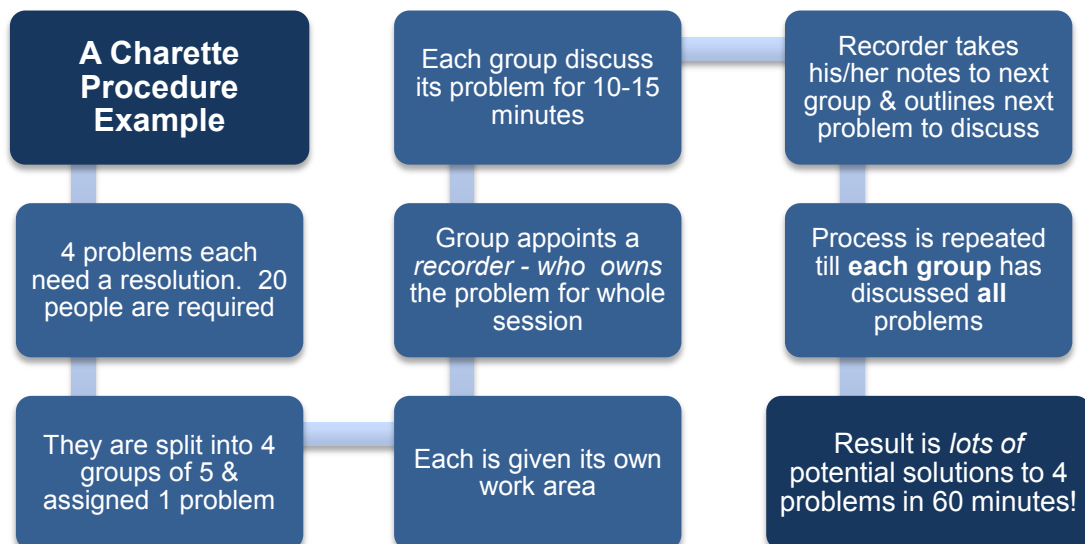 A Charette
Procedure
Example
4 problems each
need a resolution.  20
people are required
They are split into 4
groups of 5 &
assigned 1 problem
Each is given its own
work area
Group appoints a
recorder - who  owns
the problem for whole
session
Each group discuss
its problem for 10-15
minutes
Recorder takes
his/her notes to next
group & outlines next
problem to discuss
Process is repeated
till each group has
discussed all
problems
Result is lots of
potential solutions to 4
problems in 60 minutes!